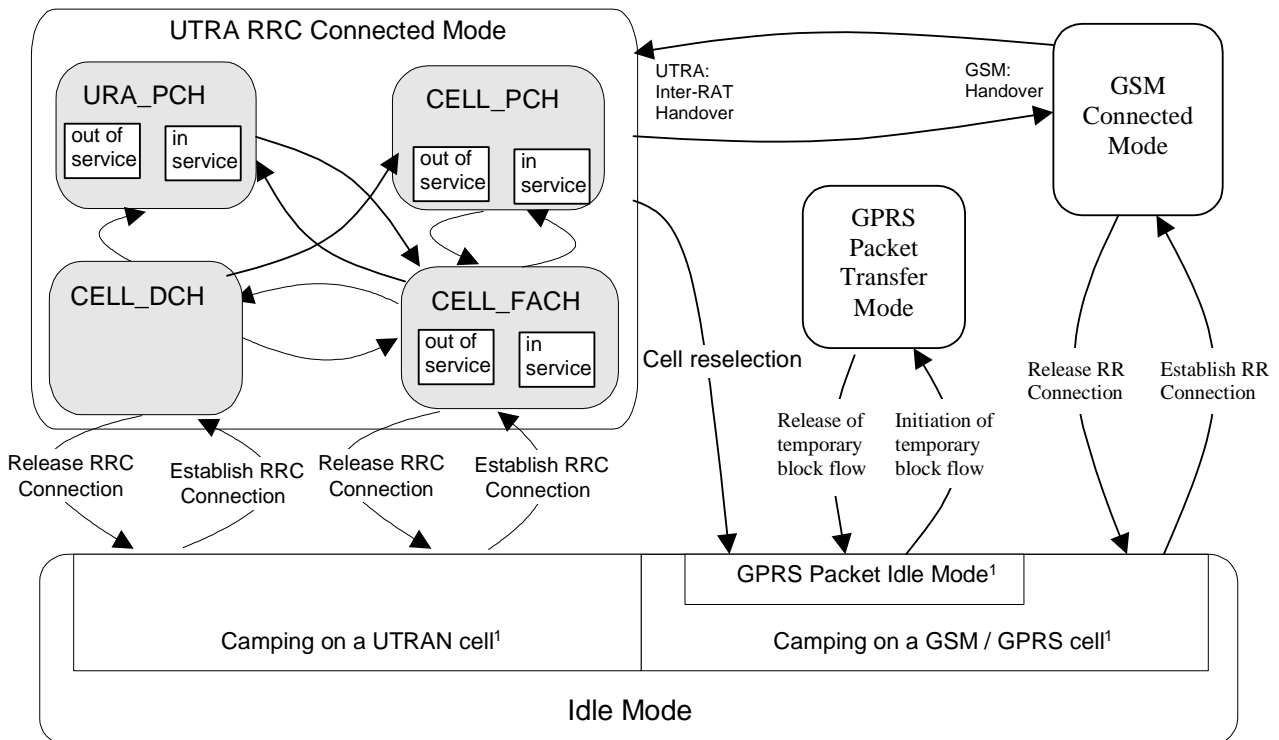 UTRA RRC Connected Mode
URA_PCH
out of
service
in
service
CELL_PCH
out of
service
in
service
CELL_DCH
CELL_FACH
out of
service
in
service
UTRA:
Inter-RAT
Handover
GSM:
Handover
GSM
Connected
Mode
GPRS
Packet
Transfer
Mode
Cell reselection
Release RR
Connection
Establish RR
Connection
Release of
temporary
block flow
Initiation of
temporary
block flow
Release RRC
Connection
Establish RRC
Connection
Release RRC
Connection
Establish RRC
Connection
GPRS Packet Idle Mode¹
Camping on a UTRAN cell¹
Camping on a GSM / GPRS cell¹
Idle Mode